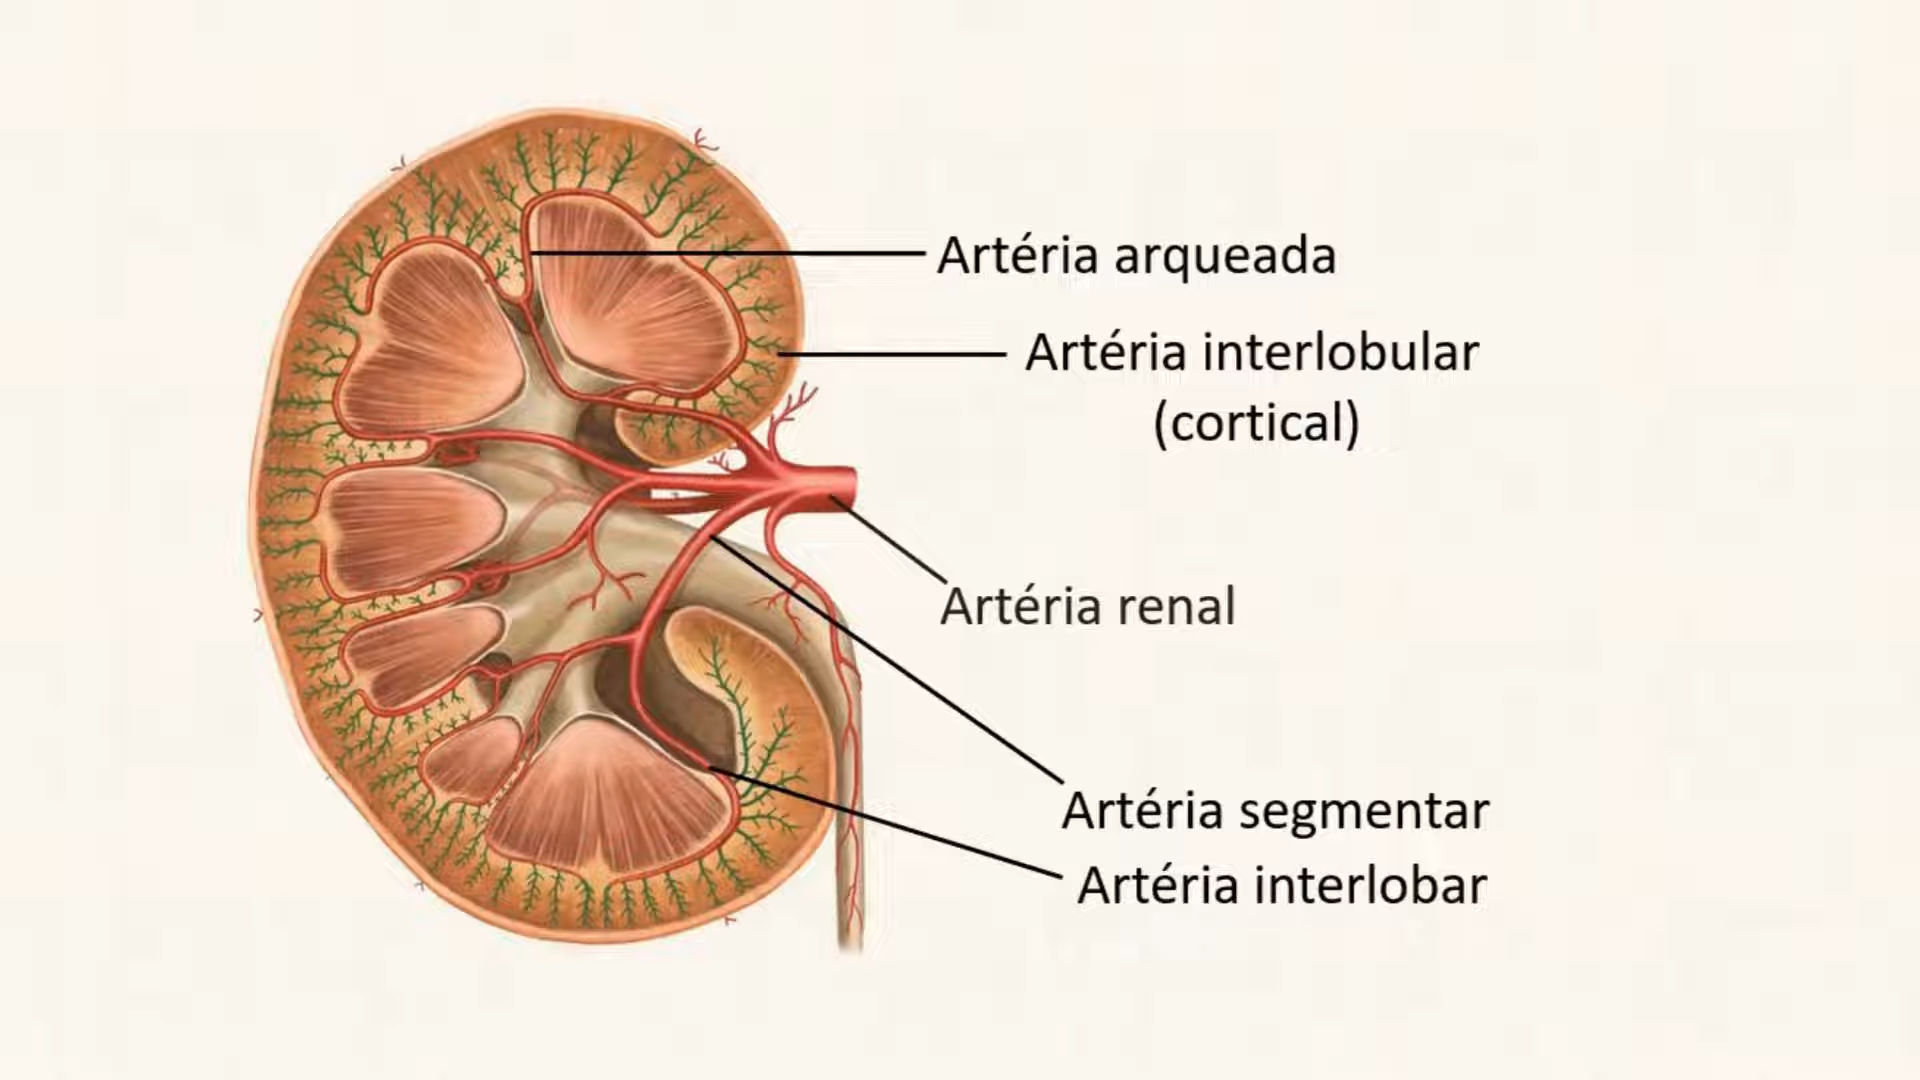 Artéria arqueada
Artéria interlobular
(cortical)
Artéria renal
Artéria segmentar
Artéria interlobar